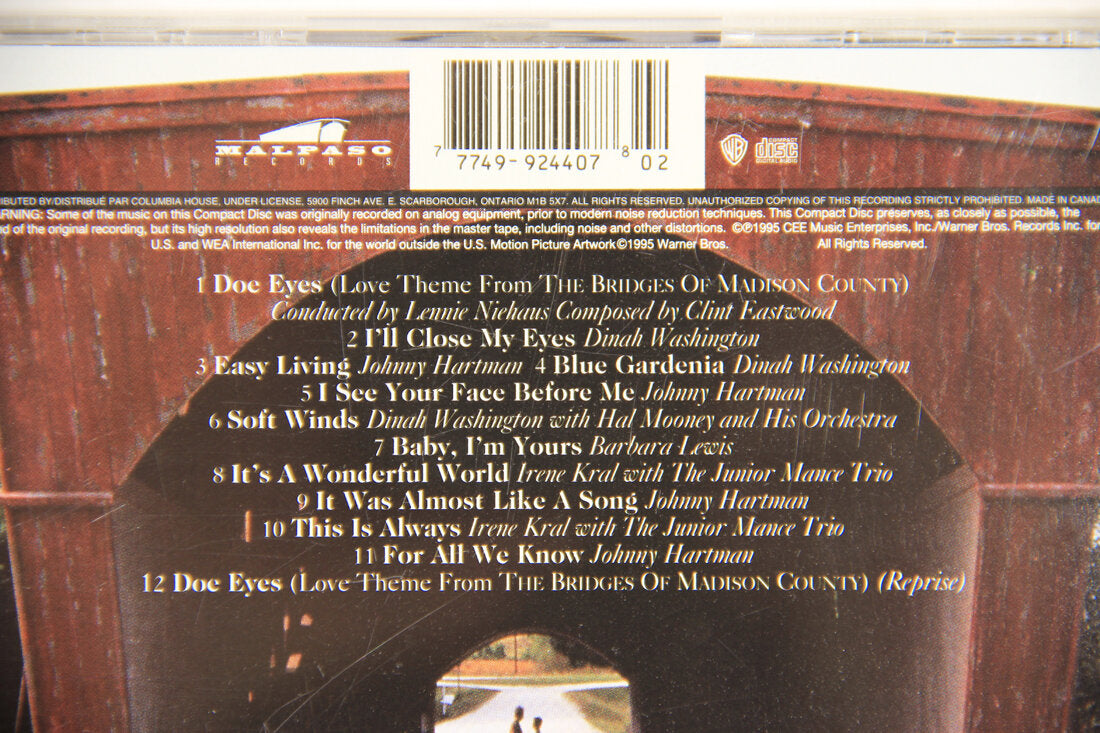 7 7749-924407 8 02
MALPASO
RECORDS
WB
COMPACT
disc
DIGITAL AUDIO
BUTED BY/DISTRIBUÉ PAR COLUMBIA HOUSE, UNDER LICENSE, 5900 FINCH AVE. E. SCARBOROUGH, ONTARIO M1B 5X7. ALL RIGHTS RESERVED. UNAUTHORIZED COPYING OF THIS RECORDING STRICTLY PROHIBITED. MADE IN CANAD
ARNING: Some of the music on this Compact Disc was originally recorded on analog equipment, prior to modern noise reduction techniques. This Compact Disc preserves, as closely as possible, the
nd of the original recording, but its high resolution also reveals the limitations in the master tape, including noise and other distortions. ©℗1995 CEE Music Enterprises, Inc./Warner Bros. Records Inc. for
U.S. and WEA International Inc. for the world outside the U.S. Motion Picture Artwork ©1995 Warner Bros. All Rights Reserved.
1 Doe Eyes (Love Theme From THE BRIDGES OF MADISON COUNTY)
Conducted by Lennie Niehaus Composed by Clint Eastwood
2 I'll Close My Eyes Dinah Washington
3 Easy Living Johnny Hartman 4 Blue Gardenia Dinah Washington
5 I See Your Face Before Me Johnny Hartman
6 Soft Winds Dinah Washington with Hal Mooney and His Orchestra
7 Baby, I'm Yours Barbara Lewis
8 It's A Wonderful World Irene Kral with The Junior Mance Trio
9 It Was Almost Like A Song Johnny Hartman
10 This Is Always Irene Kral with The Junior Mance Trio
11 For All We Know Johnny Hartman
12 Doe Eyes (Love Theme From THE BRIDGES OF MADISON COUNTY) (Reprise)